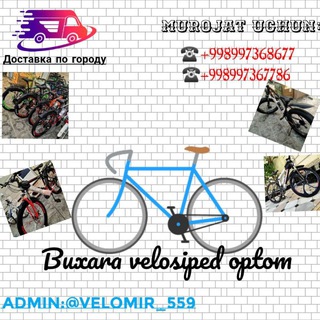 MUROJAT UCHUN:
☎+998997368677
☎+998997367786
Доставка по городу
Buxara velosiped optom
ADMIN:@VELOMIR_559